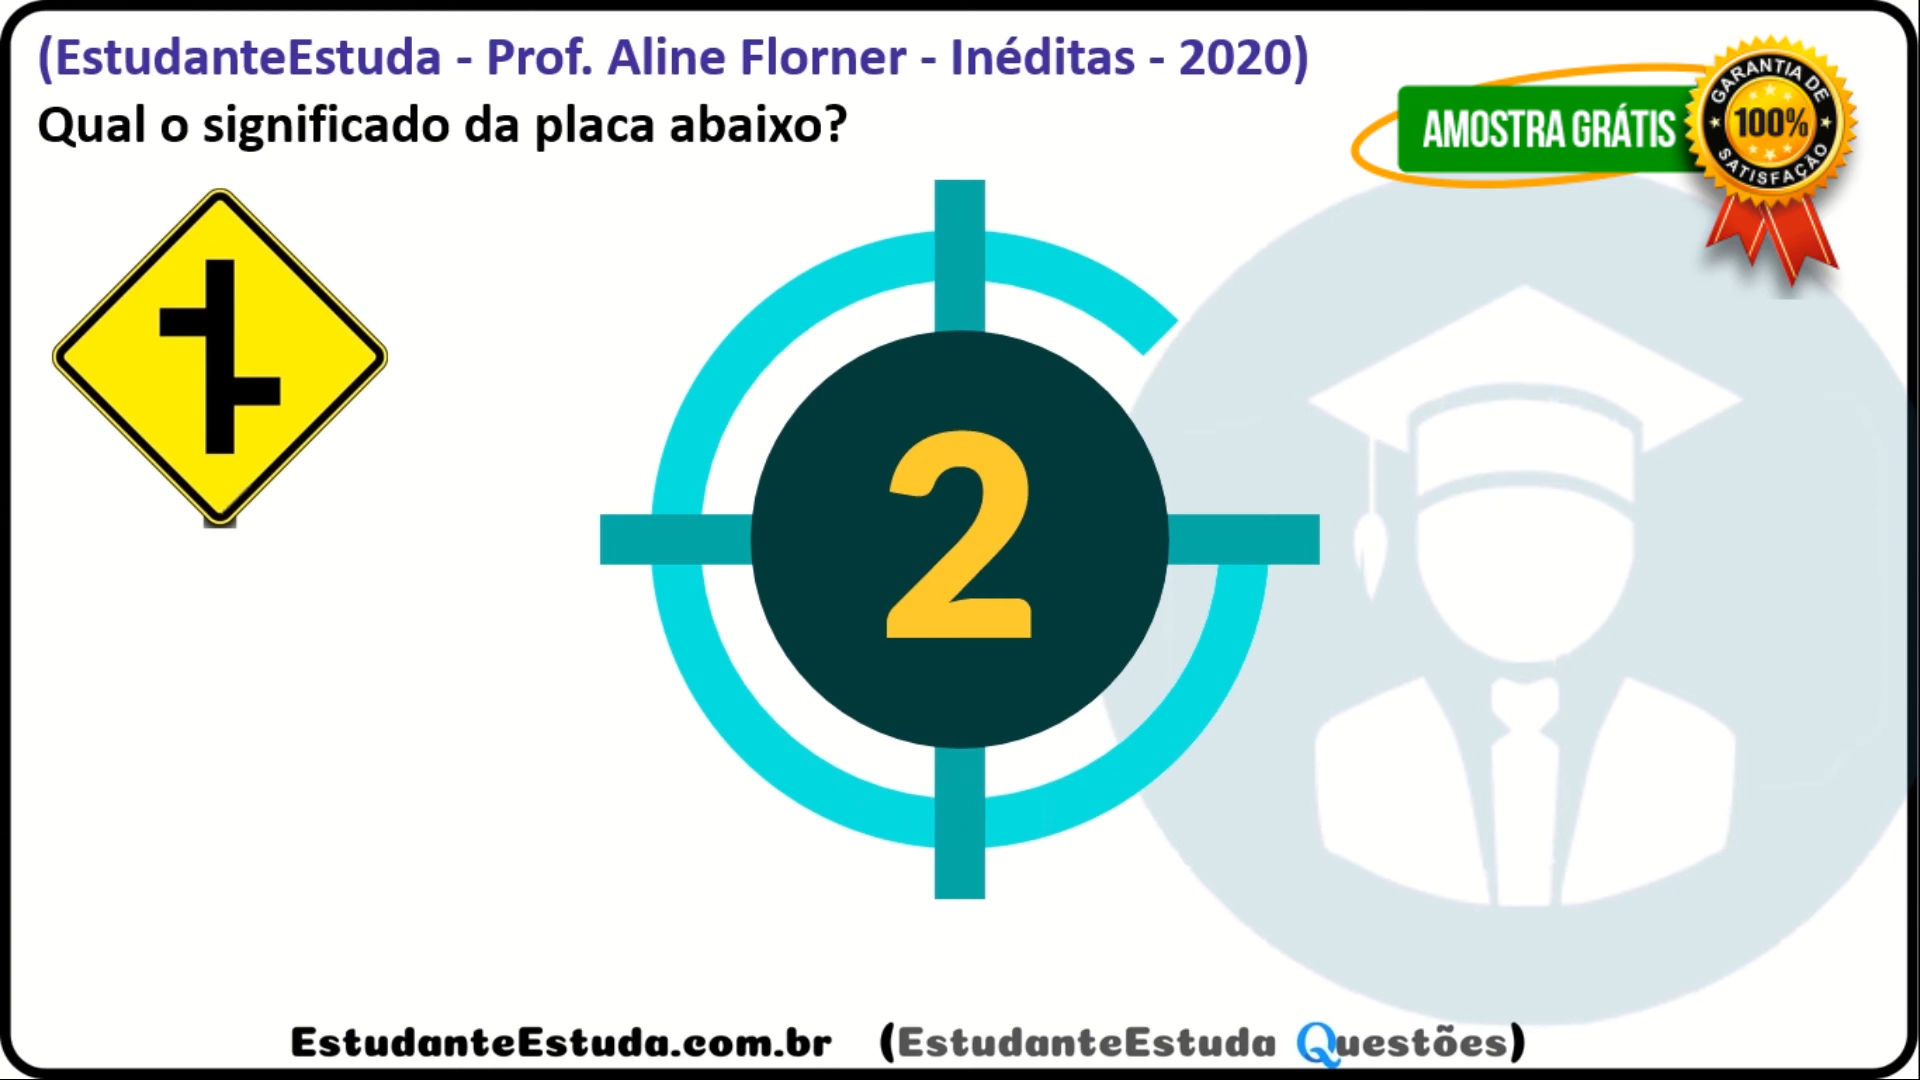 (EstudanteEstuda - Prof. Aline Florner - Inéditas - 2020)
Qual o significado da placa abaixo?
AMOSTRA GRÁTIS
GARANTIA DE
100%
SATISFAÇÃO
2
EstudanteEstuda.com.br (EstudanteEstuda Questões)